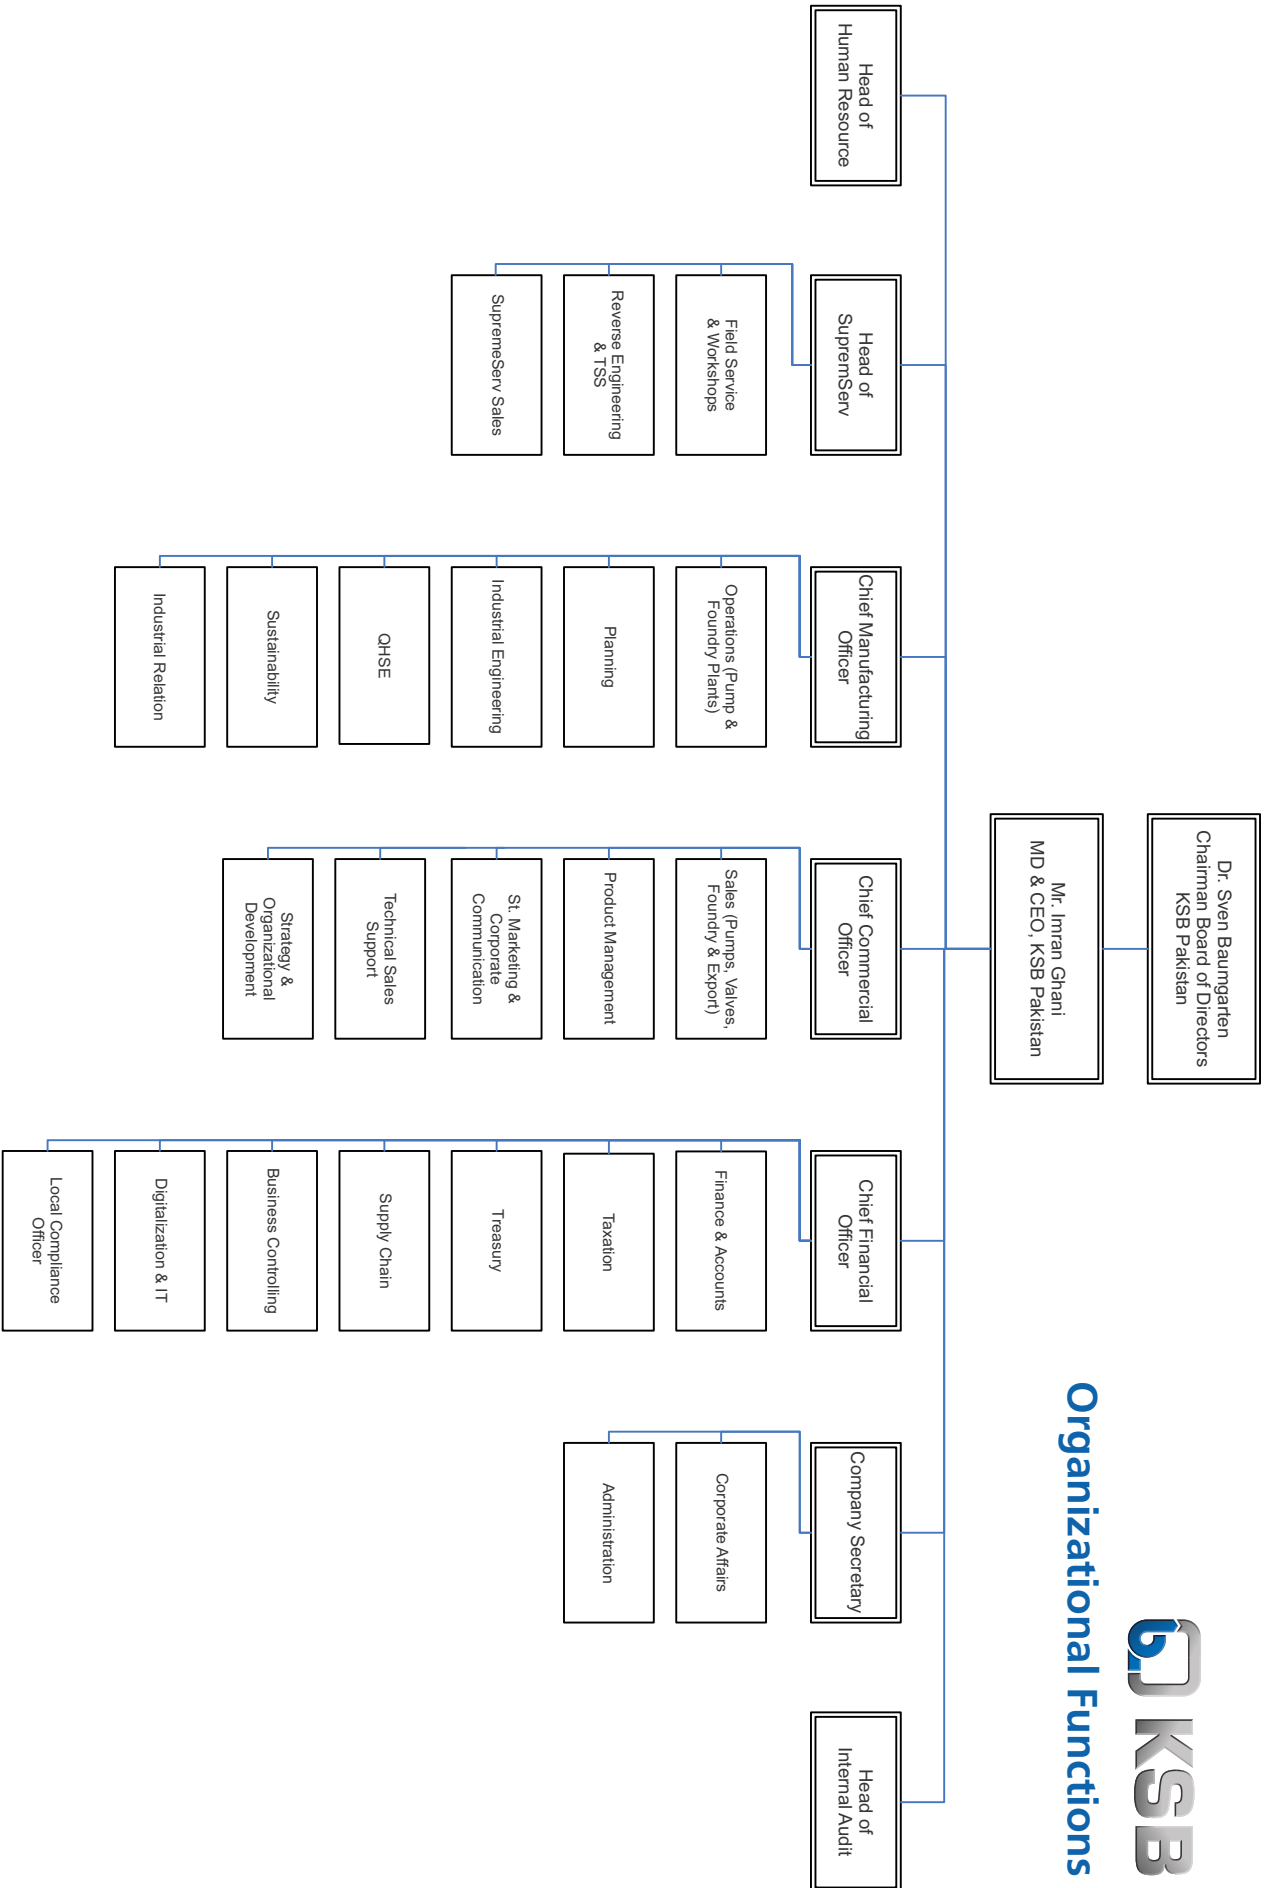 KSB
Organizational Functions
Dr. Sven Baumgarten
Chairman Board of Directors
KSB Pakistan
Mr. Imran Ghani
MD & CEO, KSB Pakistan
Head of
Human Resource
Head of
SupremServ
Chief Manufacturing
Officer
Chief Commercial
Officer
Chief Financial
Officer
Company Secretary
Head of
Internal Audit
Field Service
& Workshops
Reverse Engineering
& TSS
SupremeServ Sales
Operations (Pump &
Foundry Plants)
Planning
Industrial Engineering
QHSE
Sustainability
Industrial Relation
Sales (Pumps, Valves,
Foundry & Export)
Product Management
St. Marketing &
Corporate
Communication
Technical Sales
Support
Strategy &
Organizational
Development
Finance & Accounts
Taxation
Treasury
Supply Chain
Business Controlling
Digitalization & IT
Local Compliance
Officer
Corporate Affairs
Administration